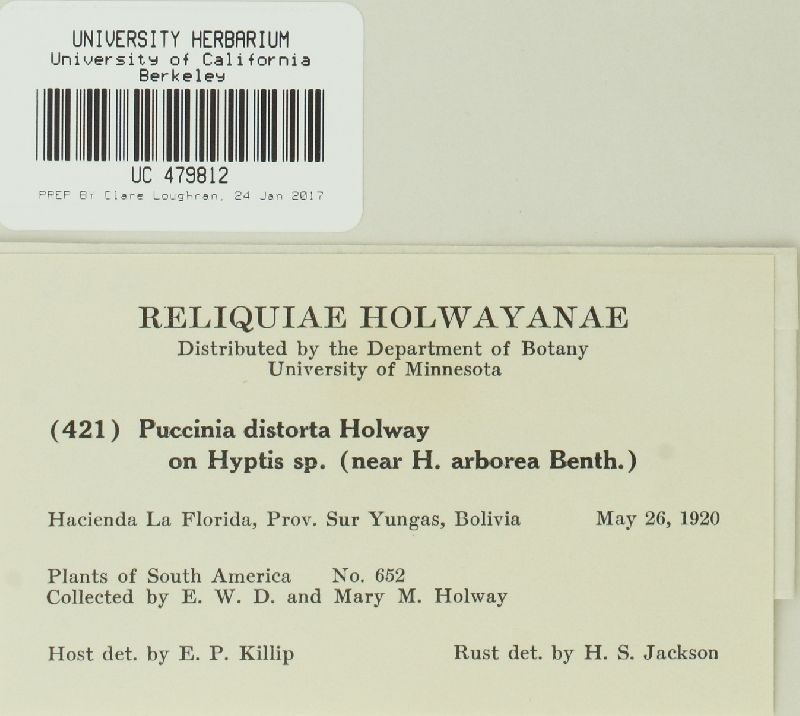 UNIVERSITY HERBARIUM
University of California
Berkeley
UC 479812
PREP BY Clare Loughran, 24 Jan 2017
RELIQUIAE HOLWAYANAE
Distributed by the Department of Botany
University of Minnesota
(421) Puccinia distorta Holway
on Hyptis sp. (near H. arborea Benth.)
Hacienda La Florida, Prov. Sur Yungas, Bolivia May 26, 1920
Plants of South America No. 652
Collected by E. W. D. and Mary M. Holway
Host det. by E. P. Killip Rust det. by H. S. Jackson